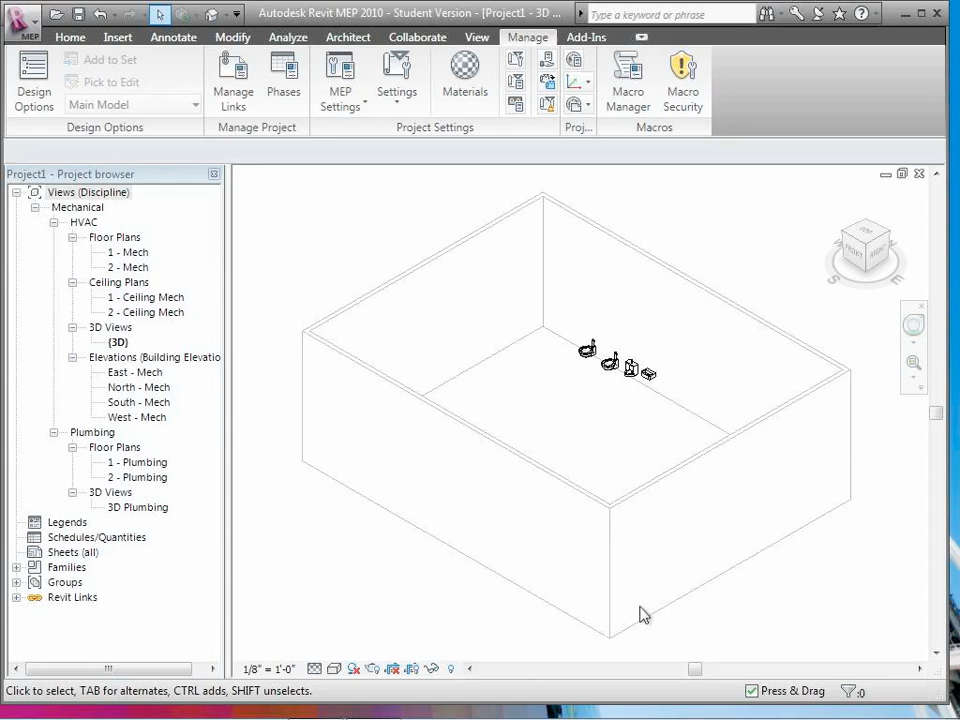 Autodesk Revit MEP 2010 - Student Version - [Project1 - 3D ...
Type a keyword or phrase
MEP
Home Insert Annotate Modify Analyze Architect Collaborate View Manage Add-Ins
Add to Set
Pick to Edit
Main Model
Design
Options
Manage
Links
Phases
MEP
Settings
Settings
Materials
Macro
Manager
Macro
Security
Design Options Manage Project Project Settings Proj... Macros
Project1 - Project browser
Views (Discipline)
Mechanical
HVAC
Floor Plans
1 - Mech
2 - Mech
Ceiling Plans
1 - Ceiling Mech
2 - Ceiling Mech
3D Views
{3D}
Elevations (Building Elevatio
East - Mech
North - Mech
South - Mech
West - Mech
Plumbing
Floor Plans
1 - Plumbing
2 - Plumbing
3D Views
3D Plumbing
Legends
Schedules/Quantities
Sheets (all)
Families
Groups
Revit Links
TOP
FRONT
RIGHT
S
E
1/8" = 1'-0"
Click to select, TAB for alternates, CTRL adds, SHIFT unselects.
Press & Drag
:0